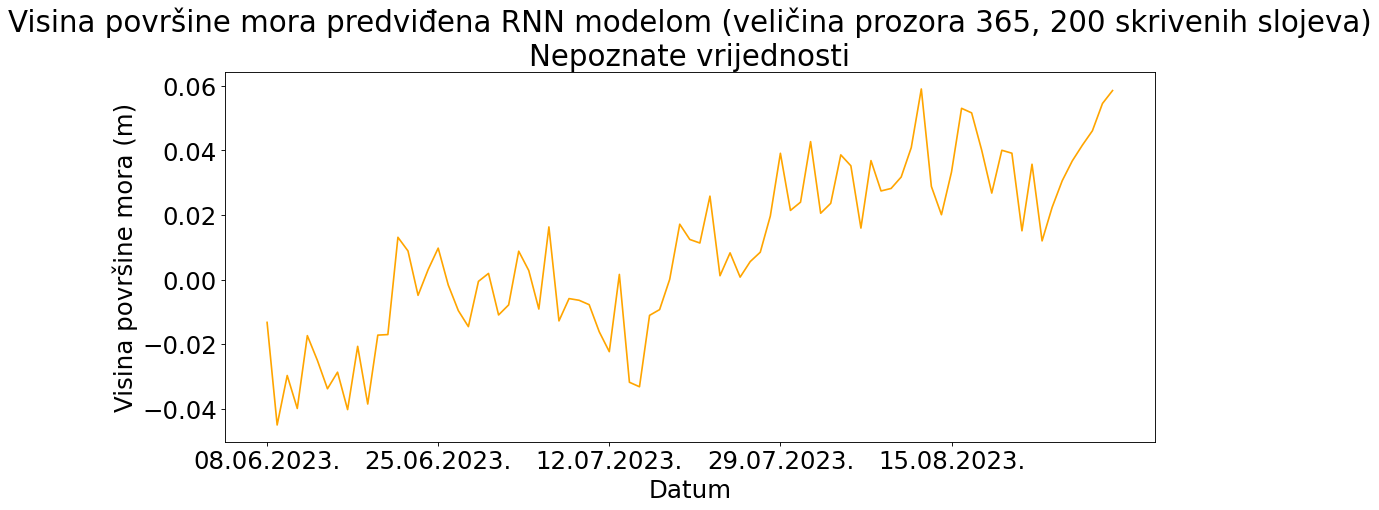 Visina površine mora predviđena RNN modelom (veličina prozora 365, 200 skrivenih slojeva)
Nepoznate vrijednosti
Visina površine mora (m)
0.06
0.04
0.02
0.00
−0.02
−0.04
08.06.2023. 25.06.2023. 12.07.2023. 29.07.2023. 15.08.2023.
Datum